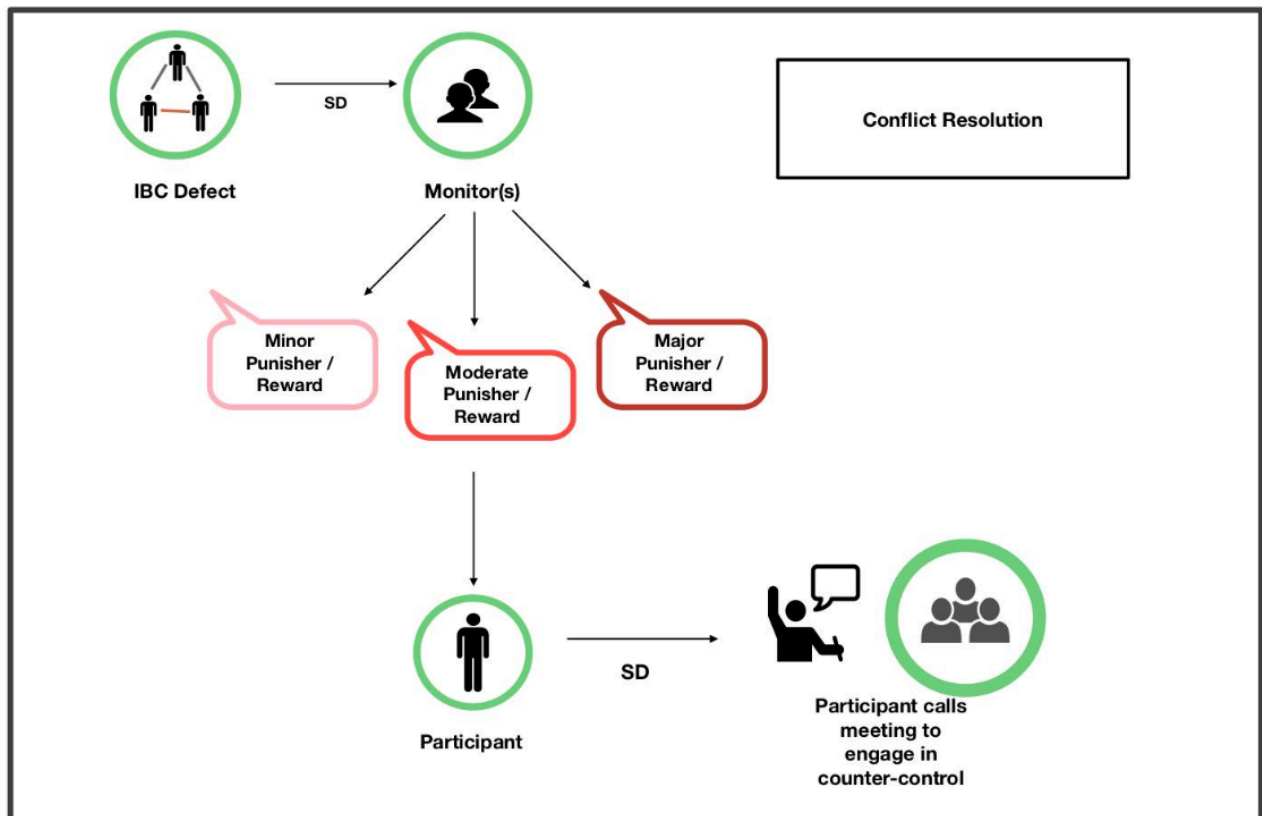 SD
Conflict Resolution
IBC Defect
Monitor(s)
Minor
Punisher /
Reward
Moderate
Punisher /
Reward
Major
Punisher /
Reward
SD
Participant
Participant calls
meeting to
engage in
counter-control